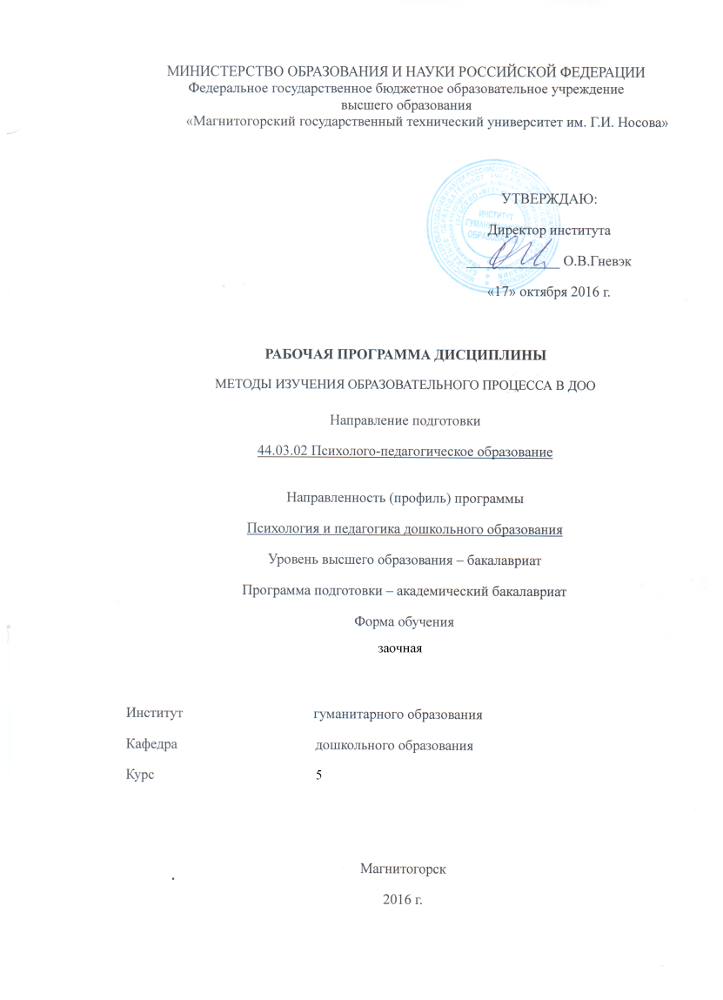 МИНИСТЕРСТВО ОБРАЗОВАНИЯ И НАУКИ РОССИЙСКОЙ ФЕДЕРАЦИИ
Федеральное государственное бюджетное образовательное учреждение
высшего образования
«Магнитогорский государственный технический университет им. Г.И. Носова»
ИНСТИТУТ
УТВЕРЖДАЮ:
Директор института
О.В.Гневэк
«17» октября 2016 г.
РАБОЧАЯ ПРОГРАММА ДИСЦИПЛИНЫ
МЕТОДЫ ИЗУЧЕНИЯ ОБРАЗОВАТЕЛЬНОГО ПРОЦЕССА В ДОО
Направление подготовки
44.03.02 Психолого-педагогическое образование
Направленность (профиль) программы
Психология и педагогика дошкольного образования
Уровень высшего образования – бакалавриат
Программа подготовки – академический бакалавриат
Форма обучения
заочная
Институт гуманитарного образования
Кафедра дошкольного образования
Курс 5
Магнитогорск
2016 г.